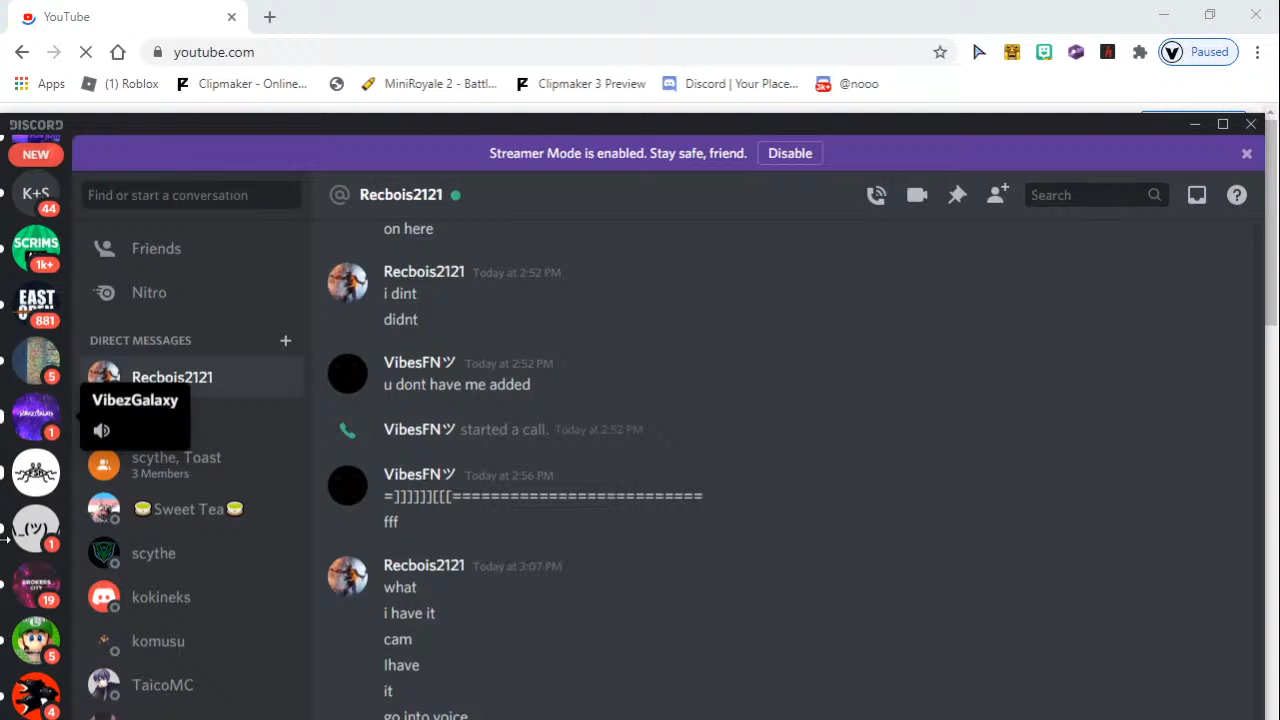 YouTube
youtube.com
Paused
Apps
(1) Roblox
Clipmaker - Online...
MiniRoyale 2 - Battl...
Clipmaker 3 Preview
Discord | Your Place...
3k+
@nooo
DISCORD
NEW
Streamer Mode is enabled. Stay safe, friend.
Disable
K+S
44
SCRIMS
1k+
EAST
OPEN
881
5
1
1
BROKERS
CITY
19
5
4
Find or start a conversation
Friends
Nitro
DIRECT MESSAGES
Recbois2121
VibezGalaxy
scythe, Toast
3 Members
🍵Sweet Tea🍵
scythe
kokineks
komusu
TaicoMC
@ Recbois2121
Search
on here
Recbois2121 Today at 2:52 PM
i dint
didnt
VibesFNツ Today at 2:52 PM
u dont have me added
VibesFNツ started a call. Today at 2:52 PM
VibesFNツ Today at 2:56 PM
=]]]]]][[[==========================
fff
Recbois2121 Today at 3:07 PM
what
i have it
cam
Ihave
it
go into voice